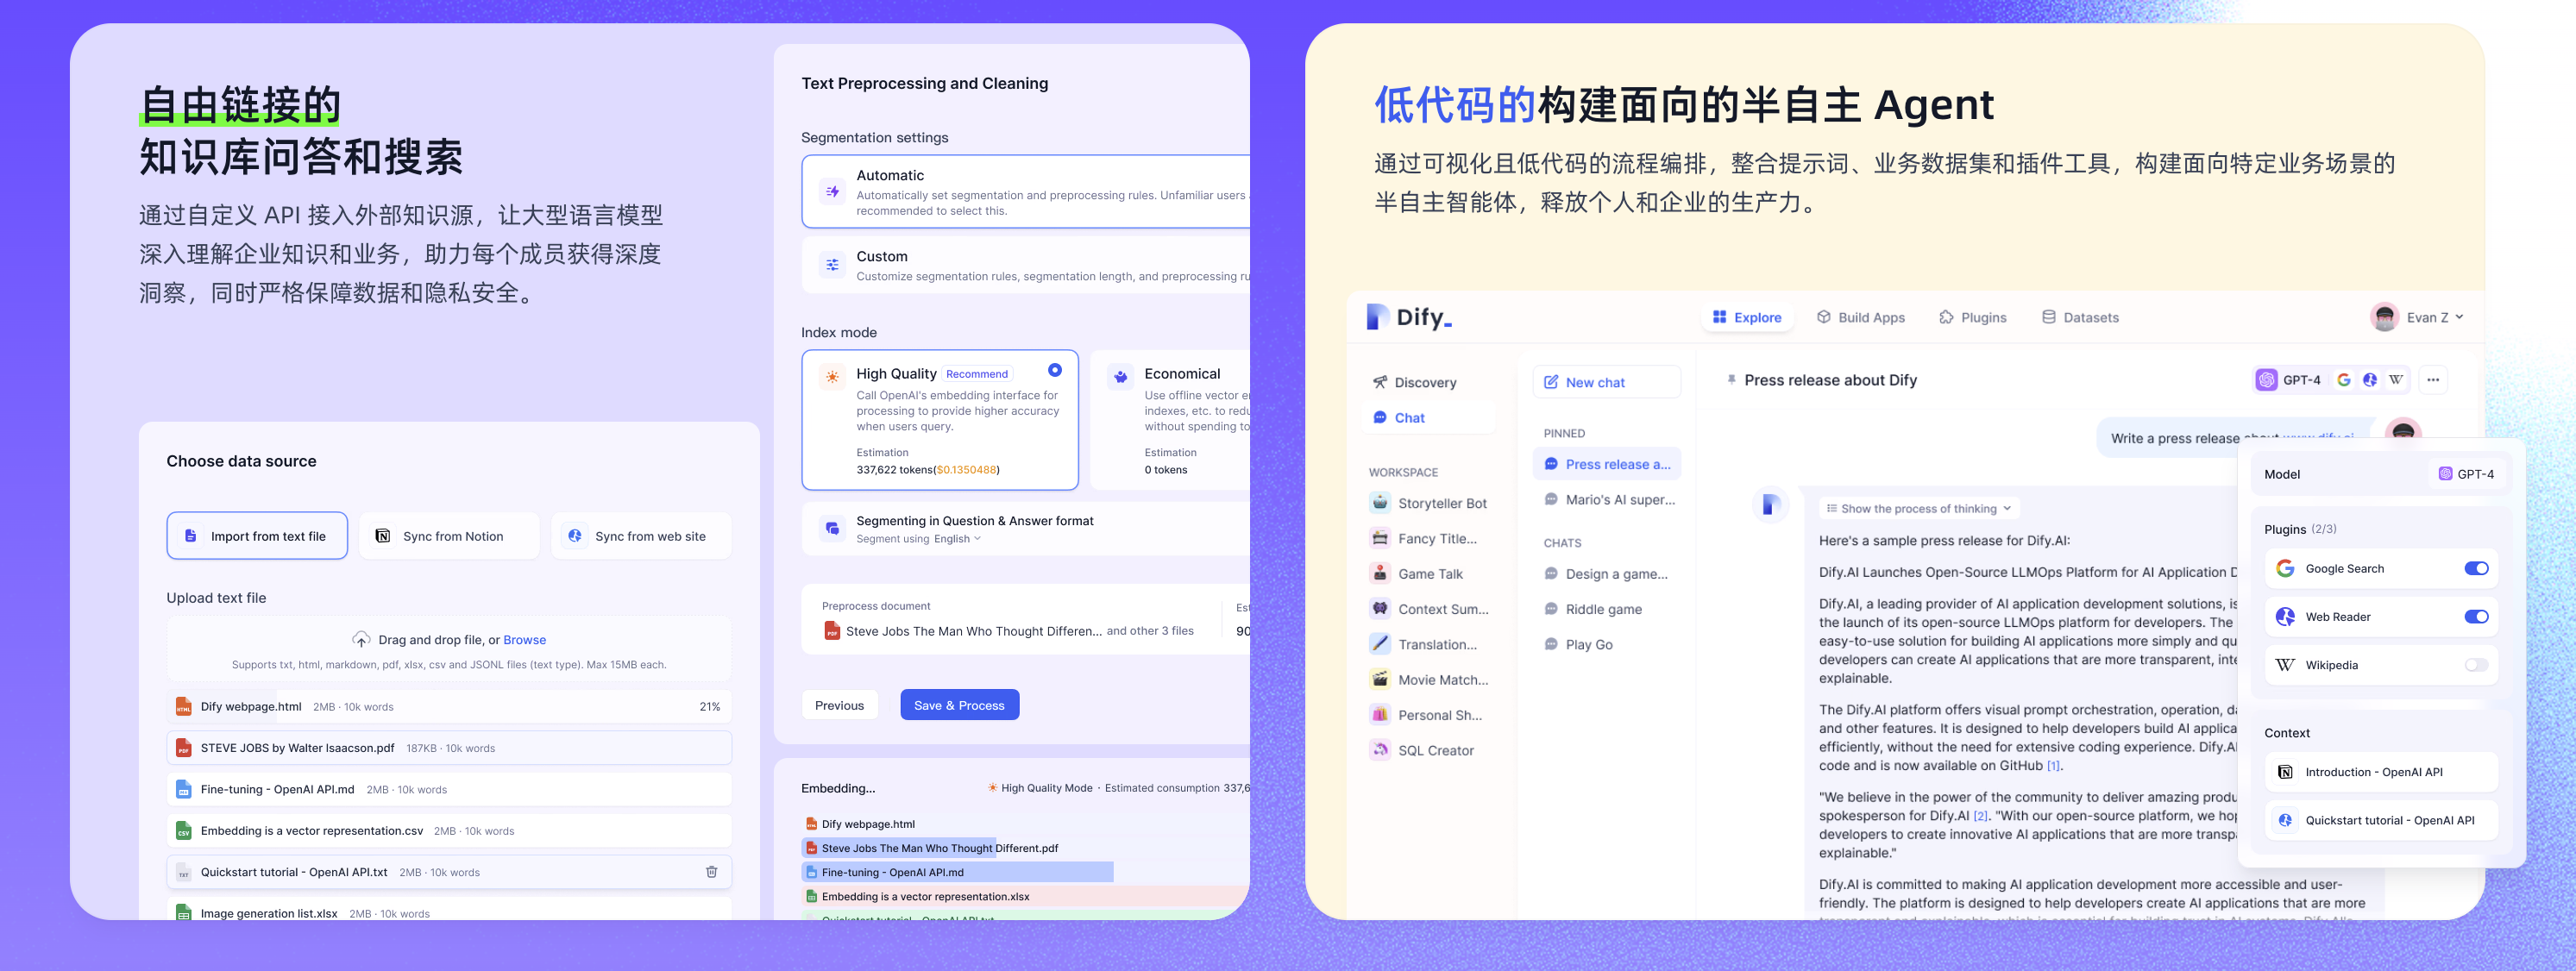 自由链接的
知识库问答和搜索
通过自定义 API 接入外部知识源，让大型语言模型
深入理解企业知识和业务，助力每个成员获得深度
洞察，同时严格保障数据和隐私安全。
Choose data source
Import from text file
Sync from Notion
Sync from web site
Upload text file
Drag and drop file, or Browse
Supports txt, html, markdown, pdf, xlsx, csv and JSONL files (text type). Max 15MB each.
Dify webpage.html 2MB · 10k words 21%
STEVE JOBS by Walter Isaacson.pdf 187KB · 10k words
Fine-tuning - OpenAI API.md 2MB · 10k words
Embedding is a vector representation.csv 2MB · 10k words
Quickstart tutorial - OpenAI API.txt 2MB · 10k words
Image generation list.xlsx 2MB · 10k words
Text Preprocessing and Cleaning
Segmentation settings
Automatic
Automatically set segmentation and preprocessing rules. Unfamiliar users
recommended to select this.
Custom
Customize segmentation rules, segmentation length, and preprocessing ru
Index mode
High Quality Recommend
Call OpenAI's embedding interface for
processing to provide higher accuracy
when users query.
Estimation
337,622 tokens($0.1350488)
Economical
Use offline vector e
indexes, etc. to redu
without spending to
Estimation
0 tokens
Segmenting in Question & Answer format
Segment using English
Preprocess document
Steve Jobs The Man Who Thought Differen... and other 3 files
Est
90
Previous
Save & Process
Embedding...
High Quality Mode · Estimated consumption 337,6
Dify webpage.html
Steve Jobs The Man Who Thought Different.pdf
Fine-tuning - OpenAI API.md
Embedding is a vector representation.xlsx
Quickstart tutorial - OpenAI API.txt
低代码的构建面向的半自主 Agent
通过可视化且低代码的流程编排，整合提示词、业务数据集和插件工具，构建面向特定业务场景的
半自主智能体，释放个人和企业的生产力。
Dify_
Explore
Build Apps
Plugins
Datasets
Evan Z
Discovery
Chat
WORKSPACE
Storyteller Bot
Fancy Title...
Game Talk
Context Sum...
Translation...
Movie Match...
Personal Sh...
SQL Creator
New chat
PINNED
Press release a...
Mario's AI super...
CHATS
Design a game...
Riddle game
Play Go
Press release about Dify
GPT-4
Write a press release about www.dify.ai
Show the process of thinking
Here's a sample press release for Dify.AI:
Dify.AI Launches Open-Source LLMOps Platform for AI Application D
Dify.AI, a leading provider of AI application development solutions, is
the launch of its open-source LLMOps platform for developers. The
easy-to-use solution for building AI applications more simply and qu
developers can create AI applications that are more transparent, inte
explainable.
The Dify.AI platform offers visual prompt orchestration, operation, da
and other features. It is designed to help developers build AI applica
efficiently, without the need for extensive coding experience. Dify.AI
code and is now available on GitHub [1].
"We believe in the power of the community to deliver amazing produ
spokesperson for Dify.AI [2]. "With our open-source platform, we hop
developers to create innovative AI applications that are more transpa
explainable."
Dify.AI is committed to making AI application development more accessible and user-
friendly. The platform is designed to help developers create AI applications that are more
transparent and explainable, which is essential for building trust in AI systems. Dify.AI's
Model
GPT-4
Plugins (2/3)
Google Search
Web Reader
Wikipedia
Context
Introduction - OpenAI API
Quickstart tutorial - OpenAI API